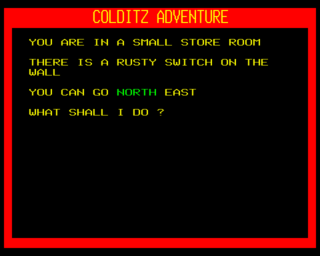 COLDITZ ADVENTURE
YOU ARE IN A SMALL STORE ROOM
THERE IS A RUSTY SWITCH ON THE
WALL
YOU CAN GO NORTH EAST
WHAT SHALL I DO ?